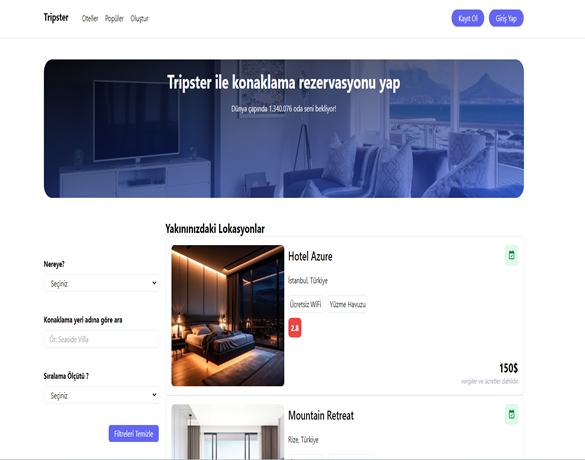 Tripster
Oteller Popüler Oluştur
Kayıt Ol Giriş Yap
Tripster ile konaklama rezervasyonu yap
Dünya çapında 1.340.076 oda seni bekliyor!
Yakınınızdaki Lokasyonlar
Nereye?
Seçiniz
Konaklama yeri adına göre ara
Ör: Seaside Villa
Sıralama Ölçütü ?
Seçiniz
Filtreleri Temizle
Hotel Azure
İstanbul, Türkiye
Ücretsiz WiFi Yüzme Havuzu
2.8
150$
vergiler ve ücretler dahildir
Mountain Retreat
Rize, Türkiye